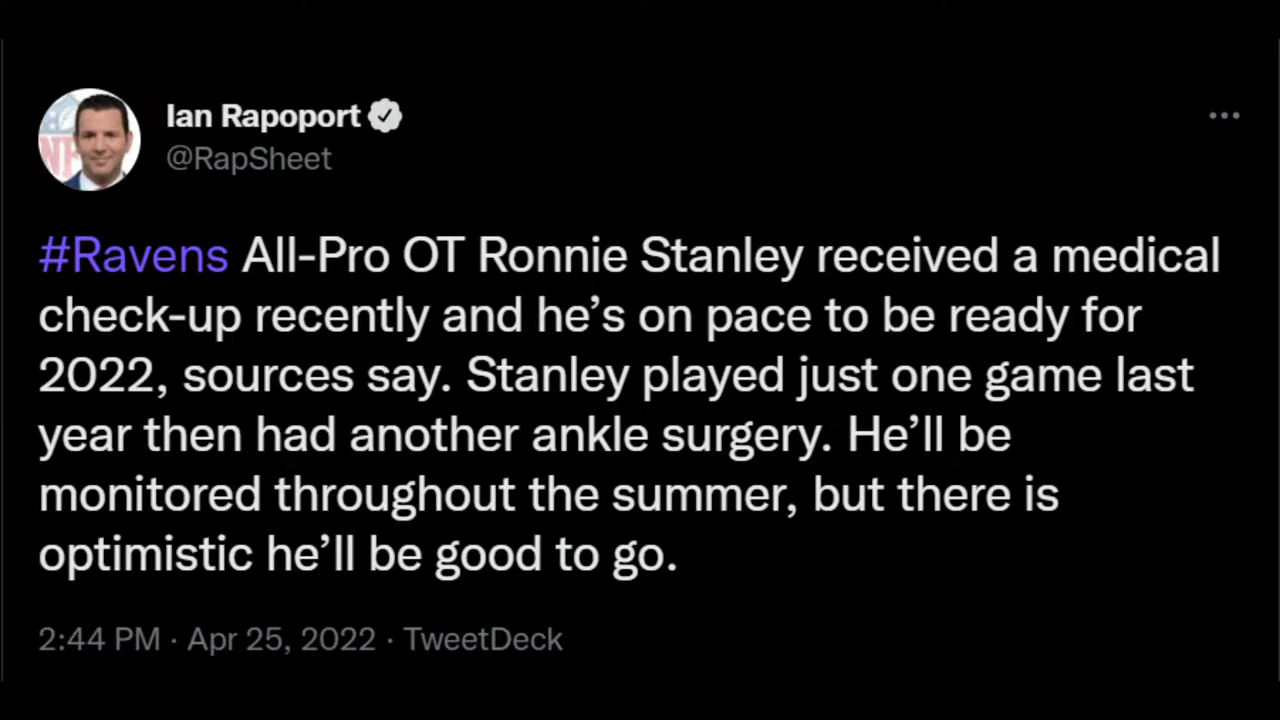 Ian Rapoport
@RapSheet
#Ravens All-Pro OT Ronnie Stanley received a medical
check-up recently and he’s on pace to be ready for
2022, sources say. Stanley played just one game last
year then had another ankle surgery. He’ll be
monitored throughout the summer, but there is
optimistic he’ll be good to go.
2:44 PM · Apr 25, 2022 · TweetDeck